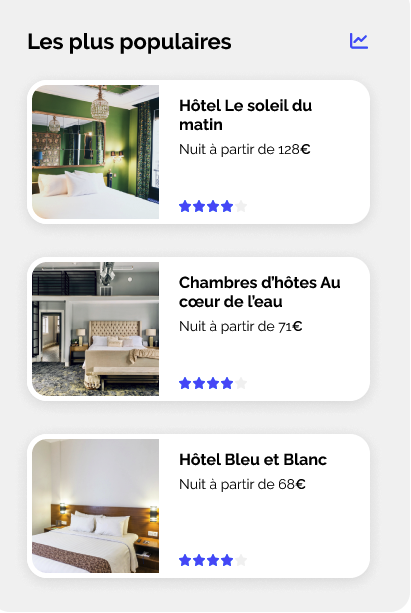 Les plus populaires
Hôtel Le soleil du
matin
Nuit à partir de 128€
Chambres d'hôtes Au
cœur de l'eau
Nuit à partir de 71€
Hôtel Bleu et Blanc
Nuit à partir de 68€